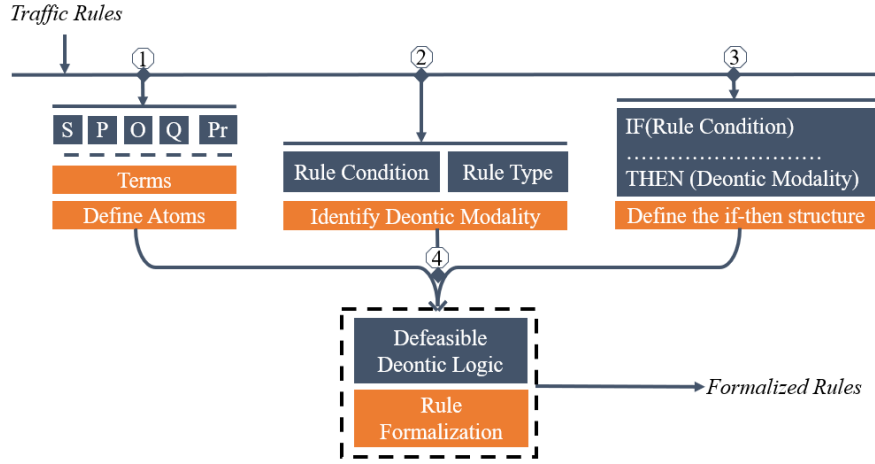 Traffic Rules
1
2
3
S P O Q Pr
Terms
Define Atoms
Rule Condition Rule Type
Identify Deontic Modality
IF(Rule Condition)
...........................
THEN (Deontic Modality)
Define the if-then structure
4
Defeasible
Deontic Logic
Rule
Formalization
Formalized Rules